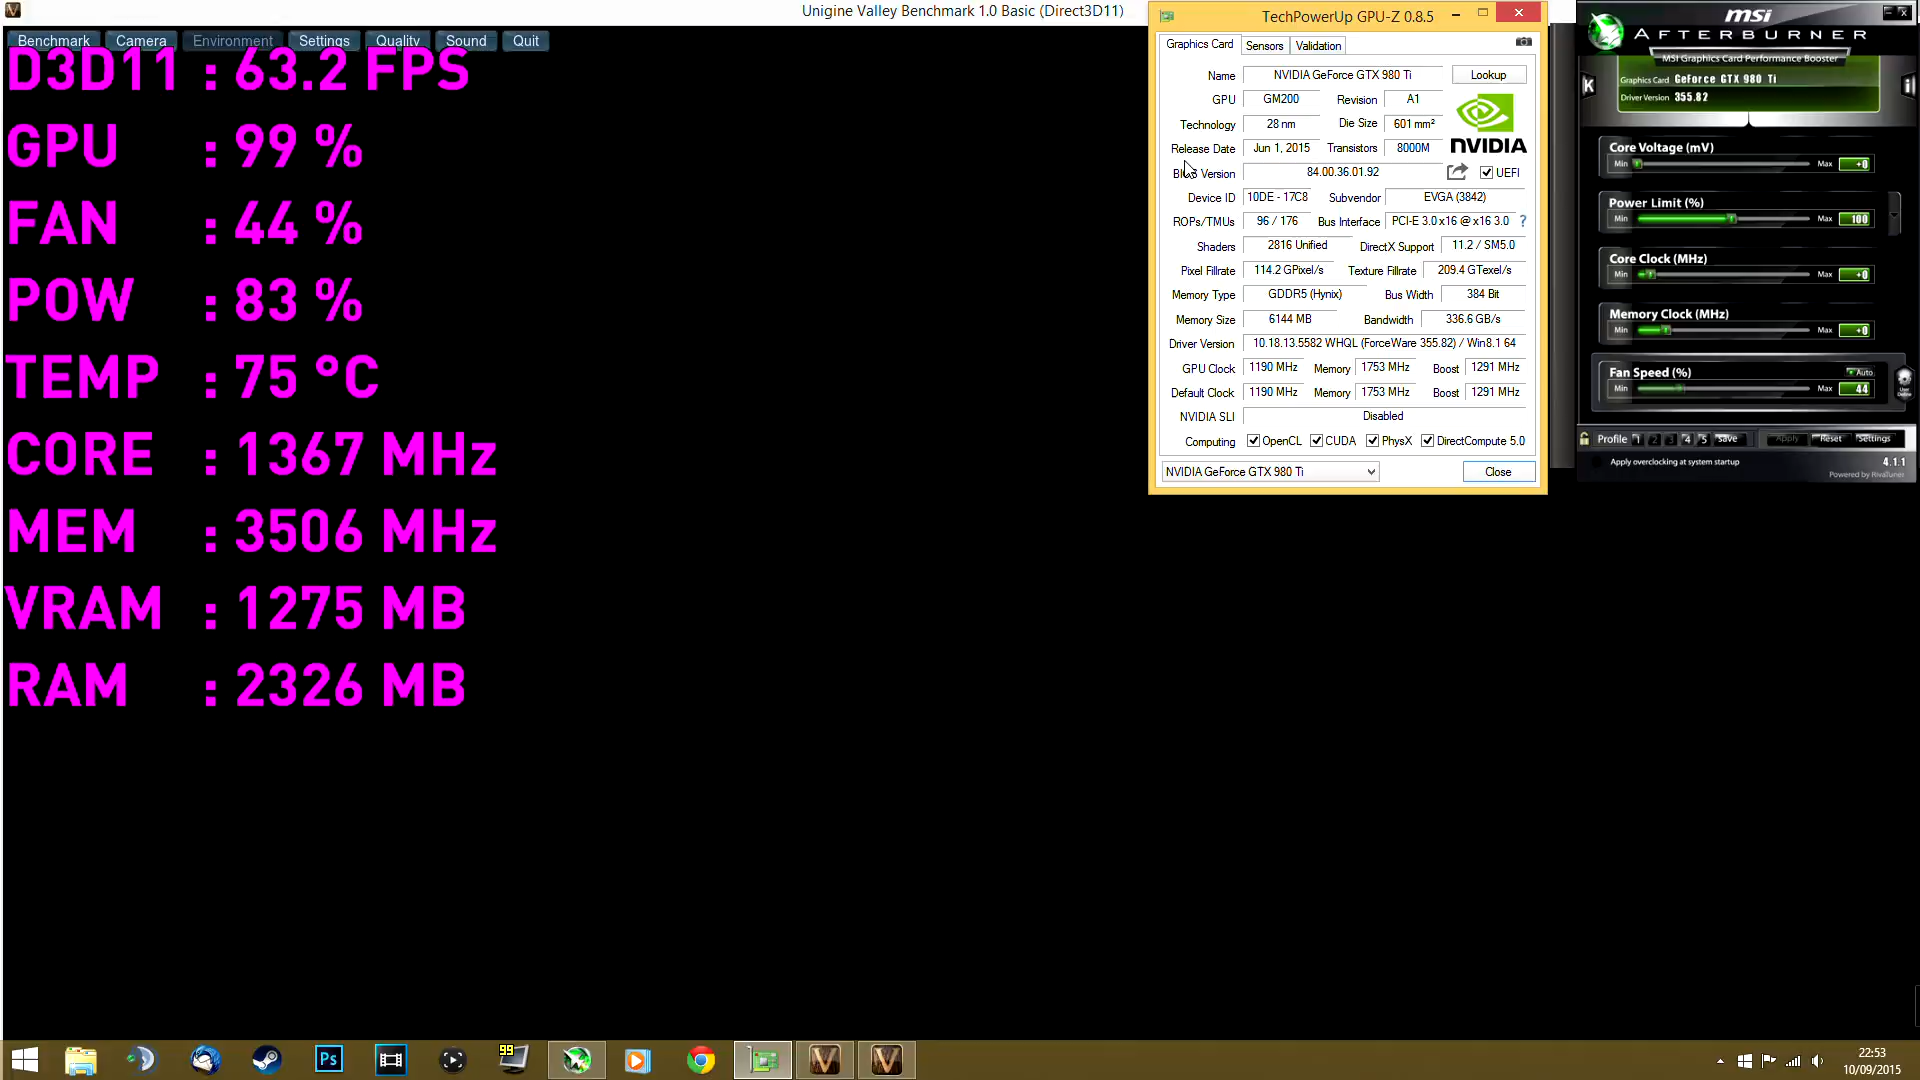 Unigine Valley Benchmark 1.0 Basic (Direct3D11)
Benchmark Camera Environment Settings Quality Sound Quit
D3D11 : 63.2 FPS
GPU : 99 %
FAN : 44 %
POW : 83 %
TEMP : 75 °C
CORE : 1367 MHz
MEM : 3506 MHz
VRAM : 1275 MB
RAM : 2326 MB
TechPowerUp GPU-Z 0.8.5
Graphics Card Sensors Validation
Name NVIDIA GeForce GTX 980 Ti Lookup
GPU GM200 Revision A1
Technology 28 nm Die Size 601 mm²
Release Date Jun 1, 2015 Transistors 8000M
NVIDIA
BIOS Version 84.00.36.01.92 UEFI
Device ID 10DE - 17C8 Subvendor EVGA (3842)
ROPs/TMUs 96 / 176 Bus Interface PCI-E 3.0 x16 @ x16 3.0 ?
Shaders 2816 Unified DirectX Support 11.2 / SM5.0
Pixel Fillrate 114.2 GPixel/s Texture Fillrate 209.4 GTexel/s
Memory Type GDDR5 (Hynix) Bus Width 384 Bit
Memory Size 6144 MB Bandwidth 336.6 GB/s
Driver Version 10.18.13.5582 WHQL (ForceWare 355.82) / Win8.1 64
GPU Clock 1190 MHz Memory 1753 MHz Boost 1291 MHz
Default Clock 1190 MHz Memory 1753 MHz Boost 1291 MHz
NVIDIA SLI Disabled
Computing OpenCL CUDA PhysX DirectCompute 5.0
NVIDIA GeForce GTX 980 Ti Close
msi
AFTERBURNER
MSI Graphics Card Performance Booster
Graphics Card GeForce GTX 980 Ti
Driver Version 355.82
K i
Core Voltage (mV)
Min Max +0
Power Limit (%)
Min Max 100
Core Clock (MHz)
Min Max +0
Memory Clock (MHz)
Min Max +0
Fan Speed (%) Auto
Min Max 44
User Define
Profile 1 2 3 4 5 Save Apply Reset Settings
Apply overclocking at system startup 4.1.1
Powered by RivaTuner
Ps
99
22:53
10/09/2015